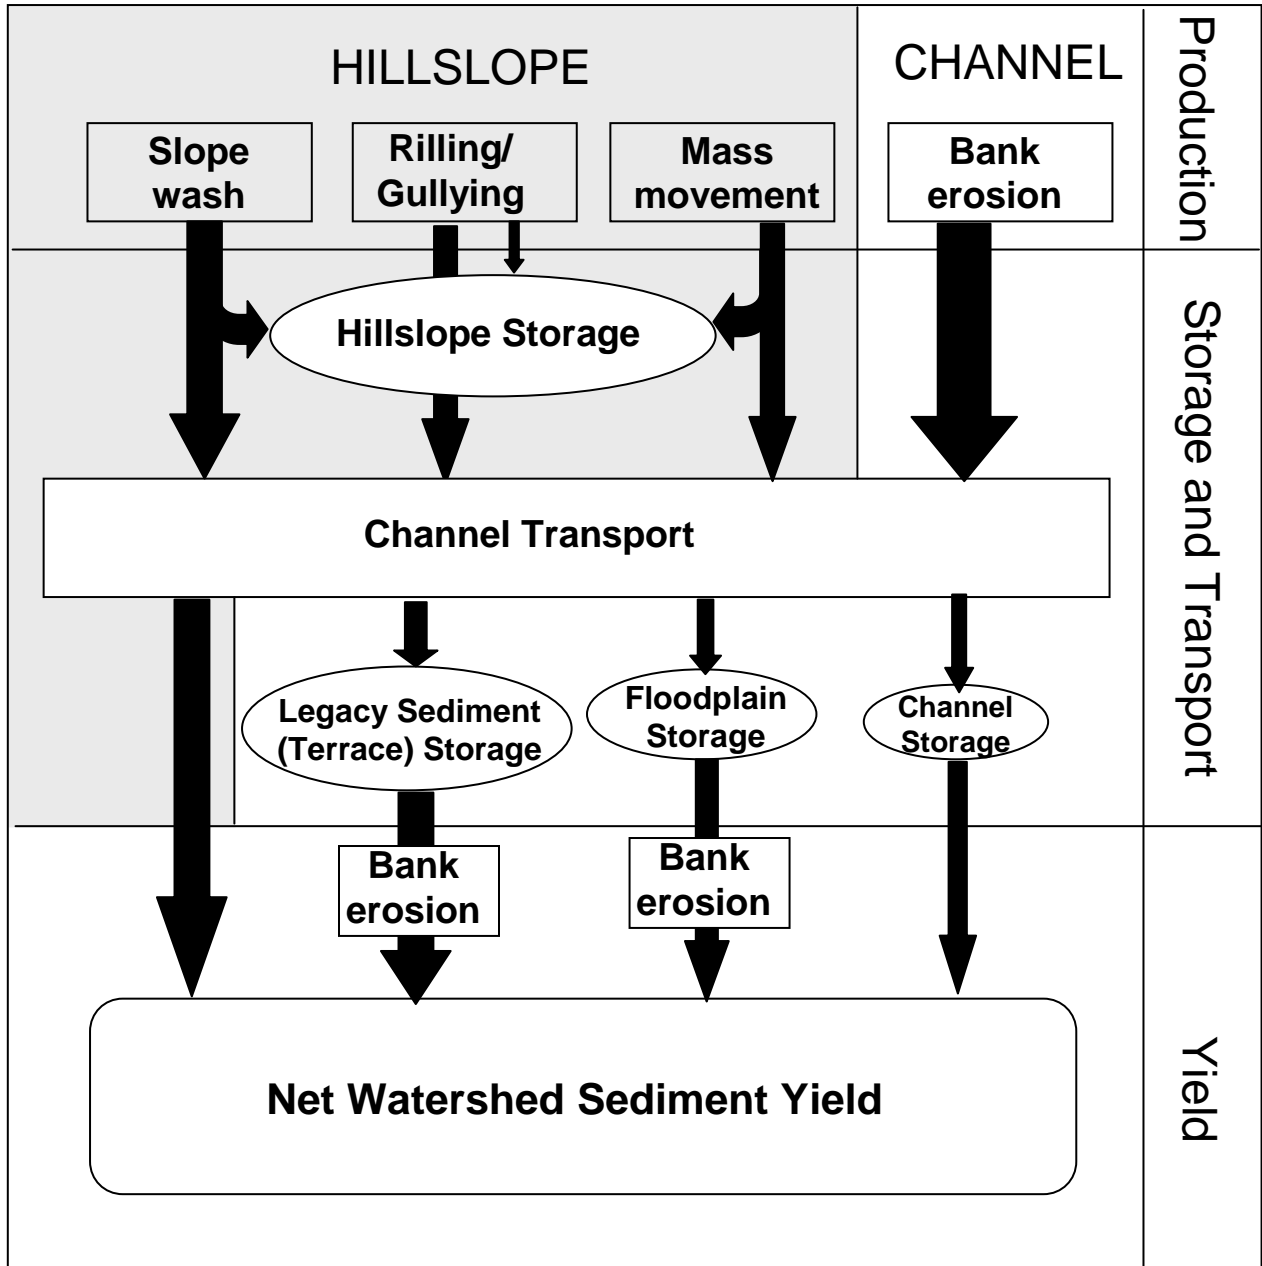 HILLSLOPE
CHANNEL
Production
Slope
wash
Rilling/
Gullying
Mass
movement
Bank
erosion
Hillslope Storage
Storage and Transport
Channel Transport
Legacy Sediment
(Terrace) Storage
Floodplain
Storage
Channel
Storage
Bank
erosion
Bank
erosion
Yield
Net Watershed Sediment Yield